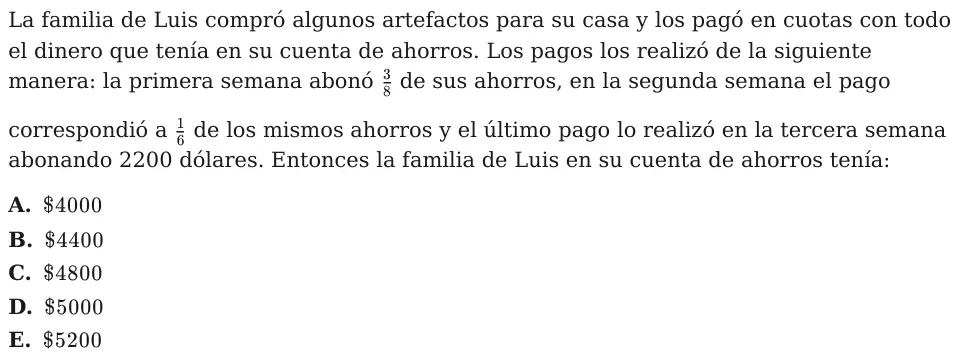 La familia de Luis compró algunos artefactos para su casa y los pagó en cuotas con todo
el dinero que tenía en su cuenta de ahorros. Los pagos los realizó de la siguiente
manera: la primera semana abonó 3/8 de sus ahorros, en la segunda semana el pago
correspondió a 1/6 de los mismos ahorros y el último pago lo realizó en la tercera semana
abonando 2200 dólares. Entonces la familia de Luis en su cuenta de ahorros tenía:
A. $4000
B. $4400
C. $4800
D. $5000
E. $5200